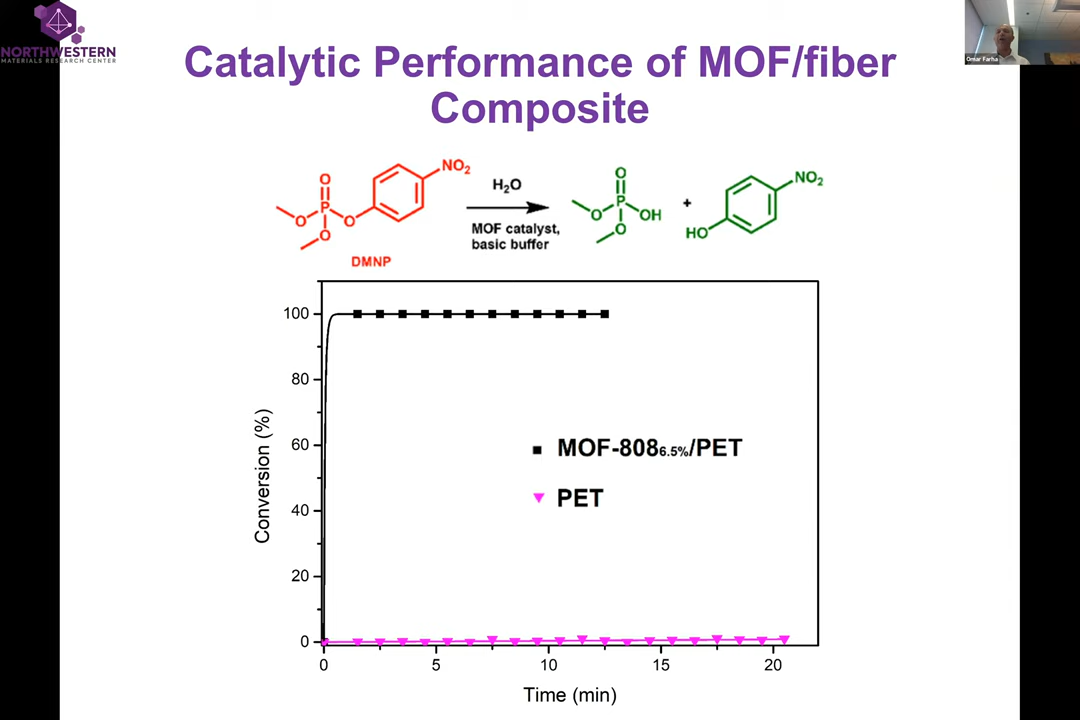 NORTHWESTERN
MATERIALS RESEARCH CENTER
Omar Farha
Catalytic Performance of MOF/fiber
Composite
O
P
O
O
O
NO2
DMNP
H2O
MOF catalyst,
basic buffer
O
P
O
OH
O
+
HO
NO2
Conversion (%)
100
80
60
40
20
0
MOF-8086.5%/PET
PET
0 5 10 15 20
Time (min)